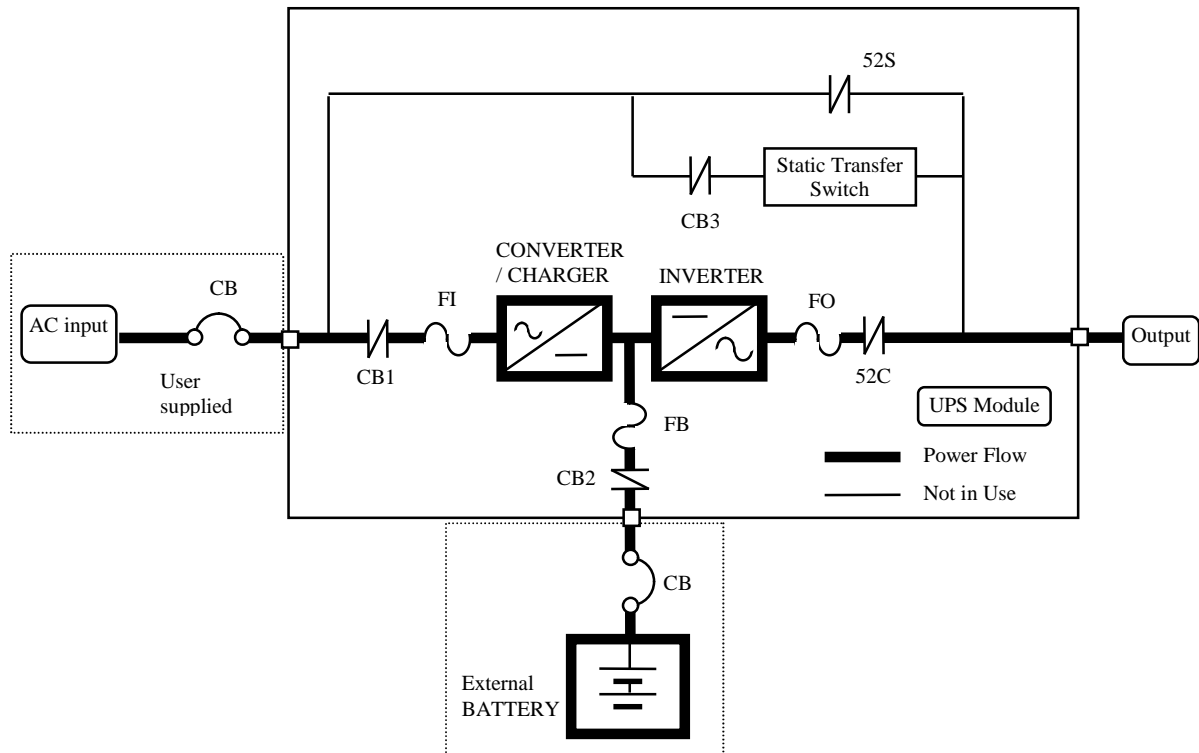 52S
Static Transfer
Switch
CB3
CONVERTER
/ CHARGER
INVERTER
CB
FI
FO
AC input
Output
CB1
52C
User
supplied
UPS Module
FB
Power Flow
CB2
Not in Use
CB
External
BATTERY